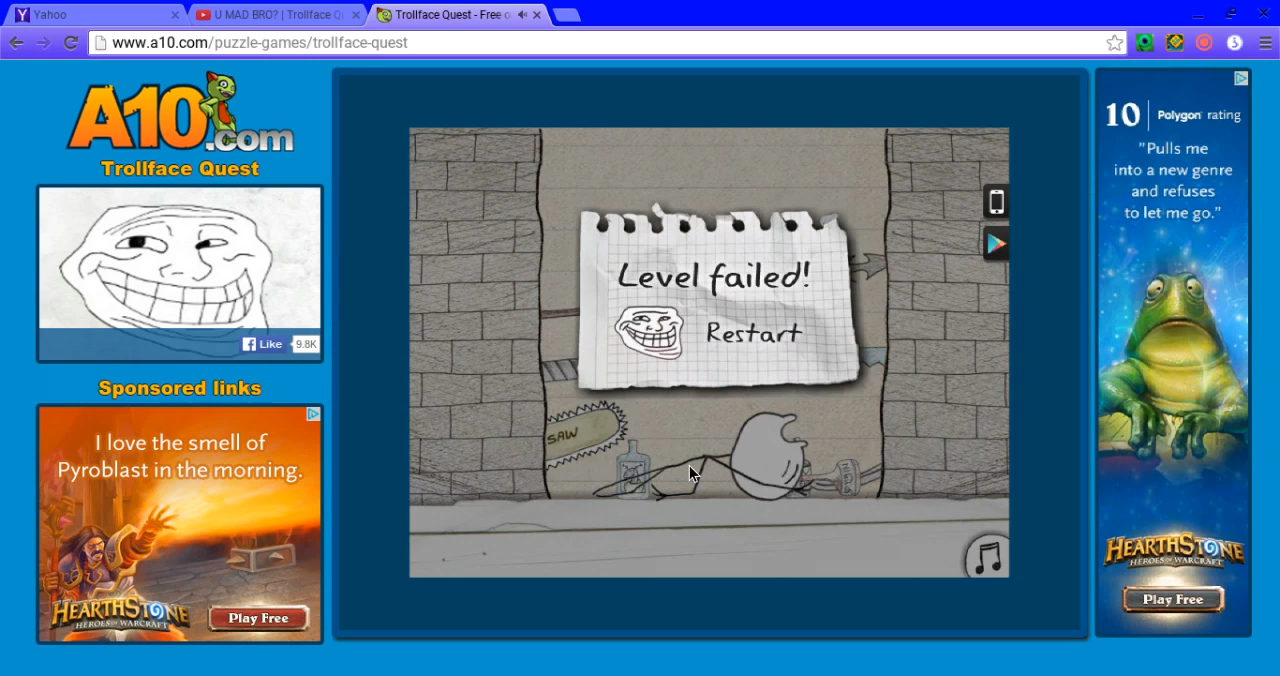 Yahoo
U MAD BRO? | Trollface Q
Trollface Quest - Free o
www.a10.com/puzzle-games/trollface-quest
A10
.com
Trollface Quest
Like 9.8K
Sponsored links
I love the smell of
Pyroblast in the morning.
HEARTHSTONE
HEROES OF WARCRAFT
Play Free
Level failed!
Restart
SAW
10 Polygon rating
"Pulls me
into a new genre
and refuses
to let me go."
HEARTHSTONE
HEROES OF WARCRAFT
Play Free